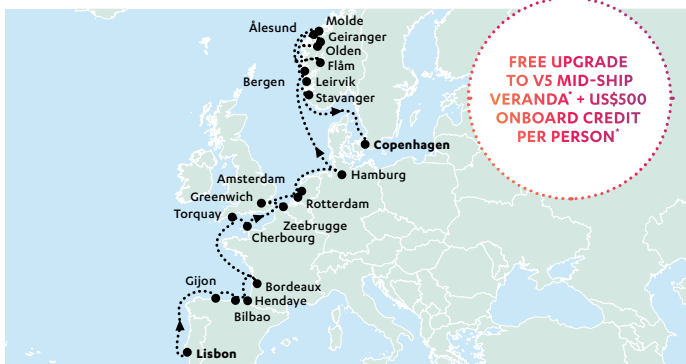 Molde
Ålesund
Geiranger
Olden
Flåm
Bergen
Leirvik
Stavanger
FREE UPGRADE
TO V5 MID-SHIP
VERANDA* + US$500
ONBOARD CREDIT
PER PERSON*
Copenhagen
Hamburg
Amsterdam
Greenwich
Rotterdam
Torquay
Zeebrugge
Cherbourg
Gijon
Bordeaux
Hendaye
Bilbao
Lisbon